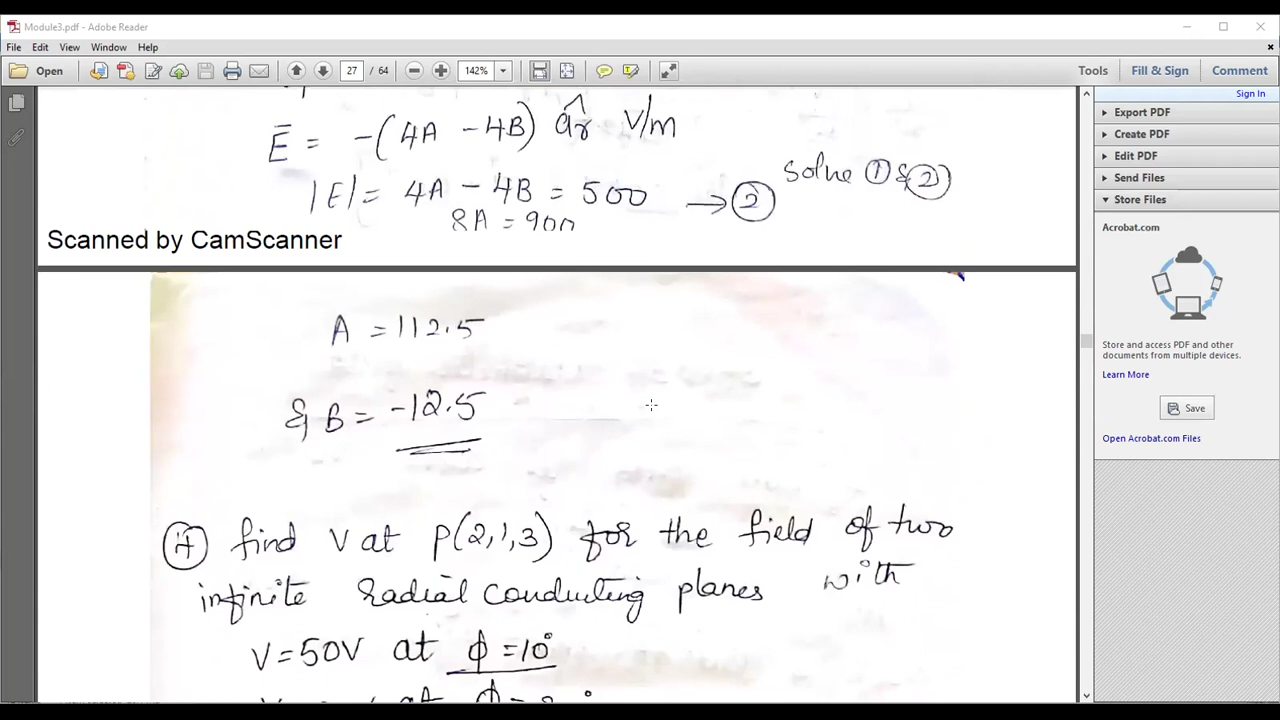 Module3.pdf - Adobe Reader
File Edit View Window Help
Open 27 / 64 142% Tools Fill & Sign Comment
Sign In
Export PDF
Create PDF
Edit PDF
Send Files
Store Files
Acrobat.com
Store and access PDF and other
documents from multiple devices.
Learn More
Save
Open Acrobat.com Files
Ē = -(4A - 4B) âr V/m
|E| = 4A - 4B = 500 → ② Solve ① & ②
8A = 900
Scanned by CamScanner
A = 112.5
& B = -12.5
④ find V at P(2,1,3) for the field of two
infinite radial conducting planes with
V = 50V at ϕ = 10°